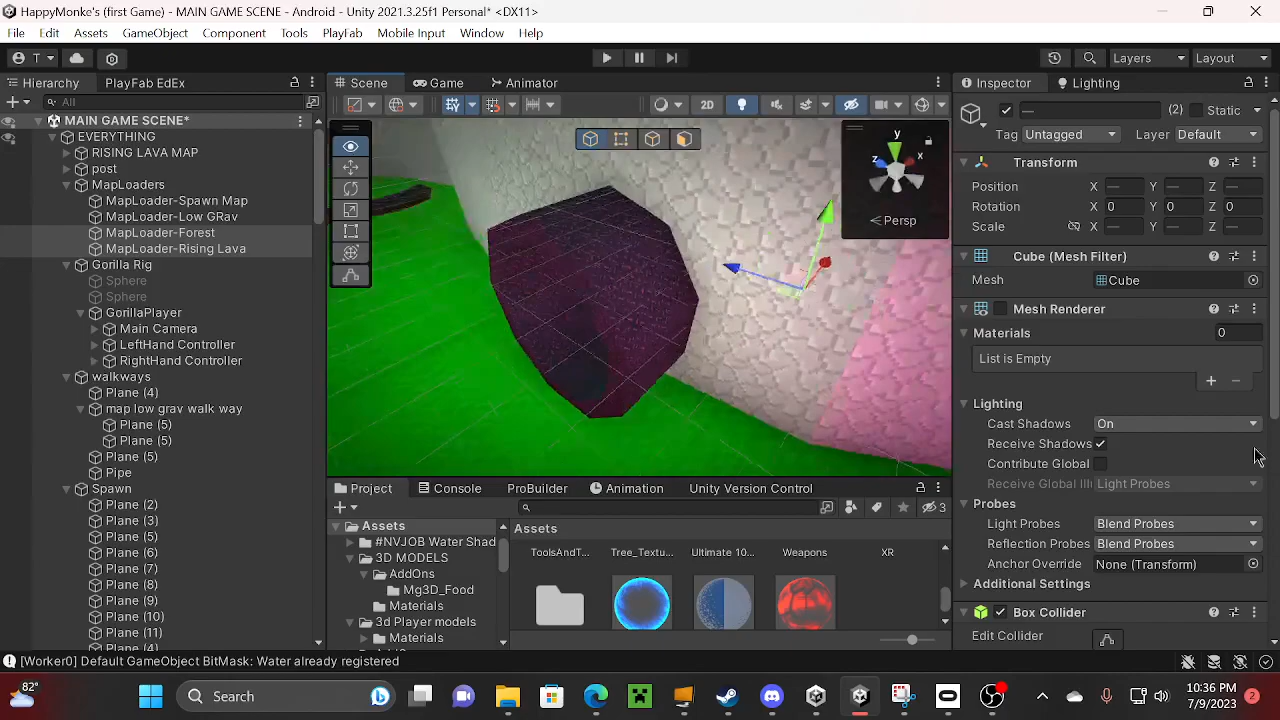 HappyMonke's (first Game) - MAIN GAME SCENE - Android - Unity 2021.3.25f1 Personal* <DX11>
File Edit Assets GameObject Component Tools PlayFab Mobile Input Window Help
T Layers Layout
Hierarchy PlayFab EdEx
All
MAIN GAME SCENE*
EVERYTHING
RISING LAVA MAP
post
MapLoaders
MapLoader-Spawn Map
MapLoader-Low GRav
MapLoader-Forest
MapLoader-Rising Lava
Gorilla Rig
Sphere
Sphere
GorillaPlayer
Main Camera
LeftHand Controller
RightHand Controller
walkways
Plane (4)
map low grav walk way
Plane (5)
Plane (5)
Plane (5)
Pipe
Spawn
Plane (2)
Plane (3)
Plane (5)
Plane (6)
Plane (7)
Plane (8)
Plane (9)
Plane (10)
Plane (11)
Scene Game Animator
2D
y
x
z
Persp
Project Console ProBuilder Animation Unity Version Control
3
Assets
#NVJOB Water Shad
3D MODELS
AddOns
Mg3D_Food
Materials
3d Player models
Materials
Assets
ToolsAndT... Tree_Textu... Ultimate 10... Weapons XR
Inspector Lighting
— (2) Static
Tag Untagged Layer Default
Transform
Position X — Y — Z —
Rotation X 0 Y 0 Z 0
Scale X — Y — Z —
Cube (Mesh Filter)
Mesh Cube
Mesh Renderer
Materials 0
List is Empty
Lighting
Cast Shadows On
Receive Shadows
Contribute Global
Receive Global Illu Light Probes
Probes
Light Probes Blend Probes
Reflection Probes Blend Probes
Anchor Override None (Transform)
Additional Settings
Box Collider
Edit Collider
[Worker0] Default GameObject BitMask: Water already registered
82°
Search
10:36 PM
7/9/2023
2